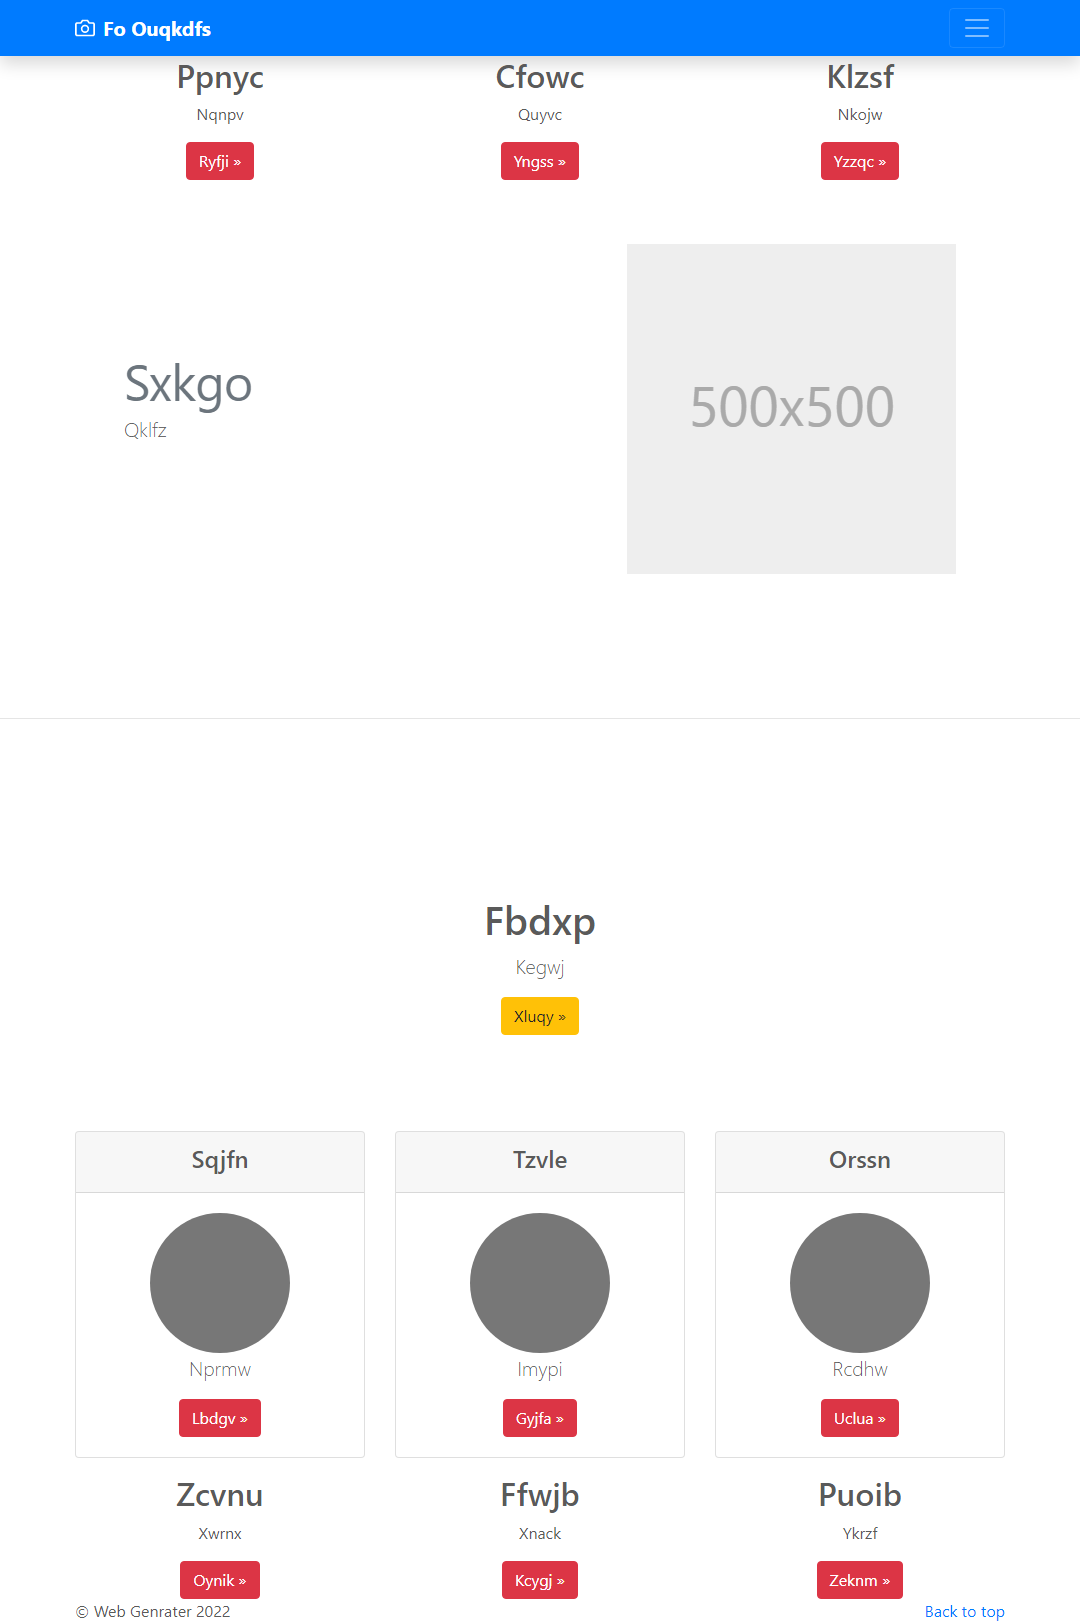 Fo Ouqkdfs
Ppnyc
Nqnpv
Ryfji »
Cfowc
Quyvc
Yngss »
Klzsf
Nkojw
Yzzqc »
Sxkgo
Qklfz
500x500
Fbdxp
Kegwj
Xluqy »
Sqjfn
Nprmw
Lbdgv »
Tzvle
Imypi
Gyjfa »
Orssn
Rcdhw
Uclua »
Zcvnu
Xwrnx
Oynik »
Ffwjb
Xnack
Kcygj »
Puoib
Ykrzf
Zeknm »
© Web Genrater 2022
Back to top